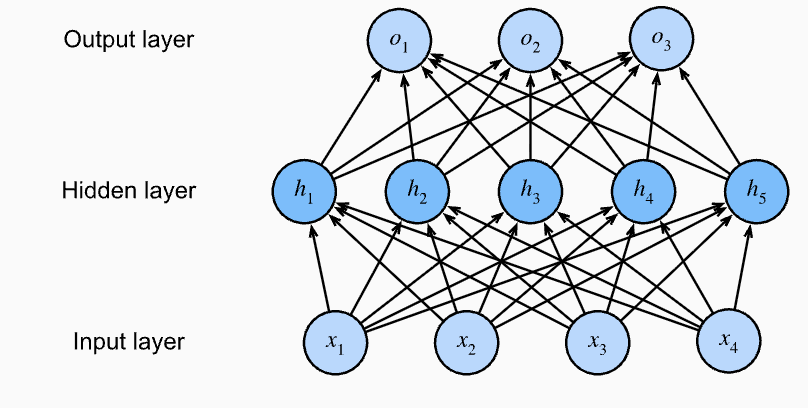 Output layer o₁ o₂ o₃
Hidden layer h₁ h₂ h₃ h₄ h₅
Input layer x₁ x₂ x₃ x₄